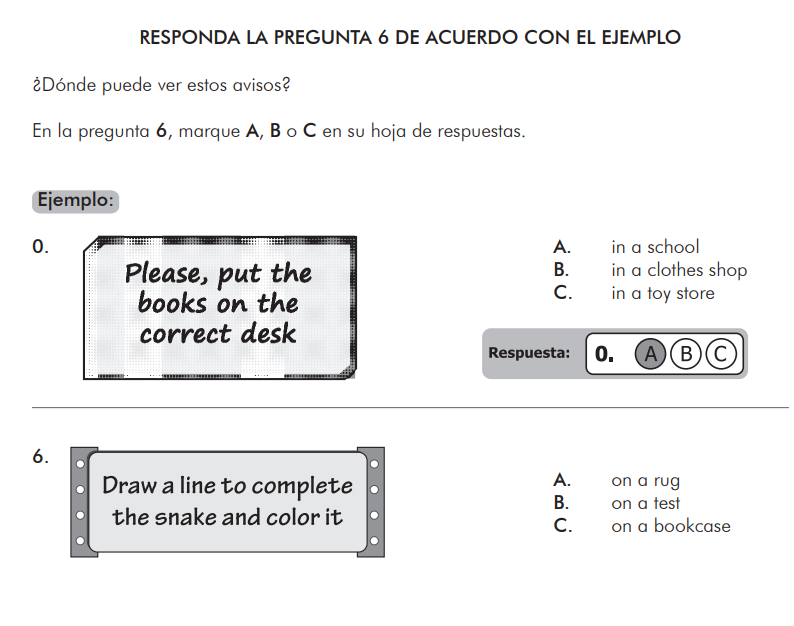 RESPONDA LA PREGUNTA 6 DE ACUERDO CON EL EJEMPLO
¿Dónde puede ver estos avisos?
En la pregunta 6, marque A, B o C en su hoja de respuestas.
Ejemplo:
0.
Please, put the
books on the
correct desk
A. in a school
B. in a clothes shop
C. in a toy store
Respuesta: 0. A B C
6.
Draw a line to complete
the snake and color it
A. on a rug
B. on a test
C. on a bookcase